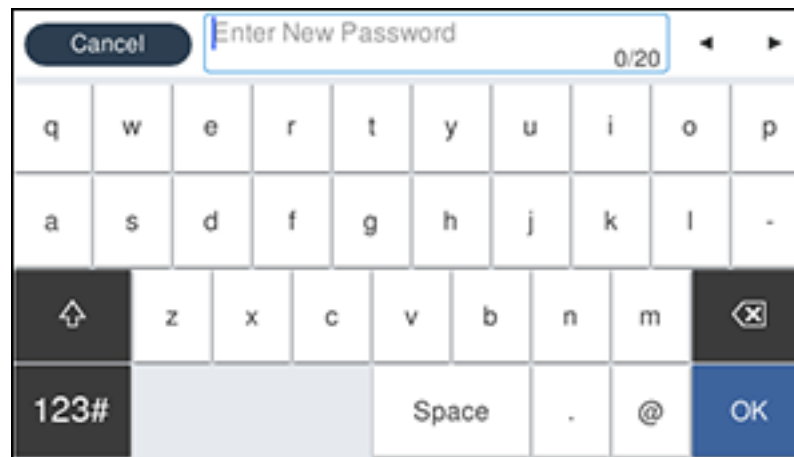 Cancel Enter New Password
0/20
q w e r t y u i o p
a s d f g h j k l -
z x c v b n m
123# Space . @ OK